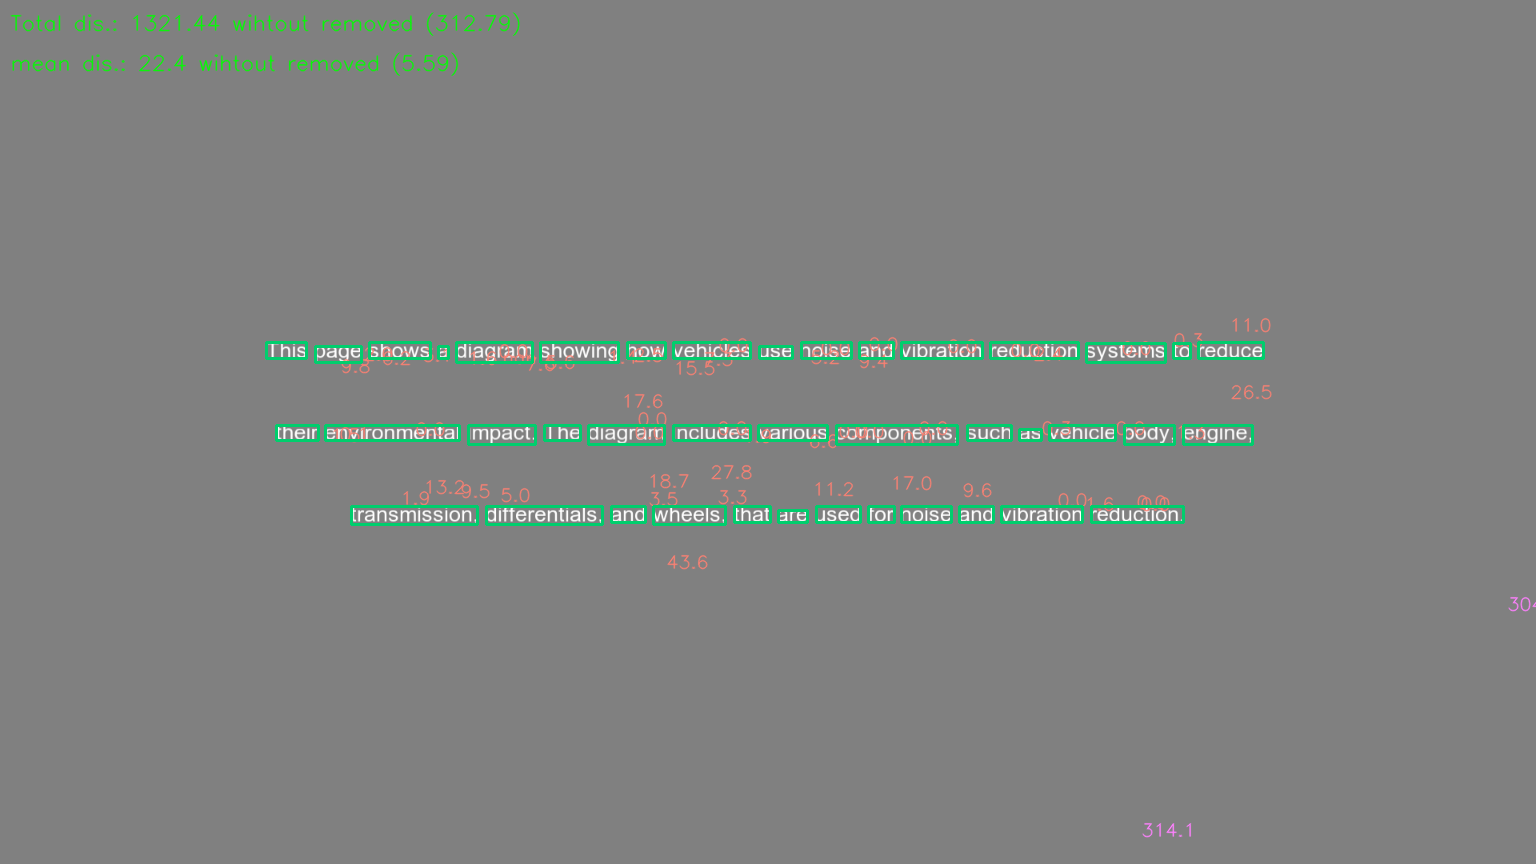 Total dis.: 1321.44 wihtout removed (312.79)
mean dis.: 22.4 wihtout removed (5.59)
11.0
This page shows a diagram showing how vehicles use noise and vibration reduction systems to reduce
9.8 15.5 9.4
26.5
17.6
0.0
their environmental impact. The diagram includes various components, such as vehicle body, engine,
27.8
13.2 9.5 5.0 18.7 11.2 17.0 9.6
1.9 3.5 3.3 0.0 1.6
transmission, differentials, and wheels, that are used for noise and vibration reduction.
43.6
314.1